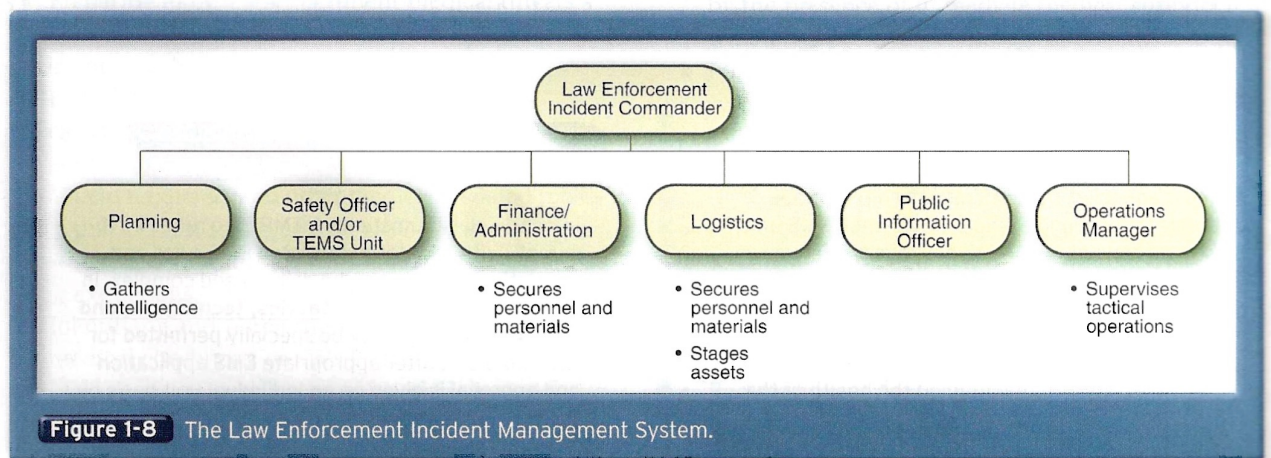 Law Enforcement
Incident Commander
Planning
Safety Officer
and/or
TEMS Unit
Finance/
Administration
Logistics
Public
Information
Officer
Operations
Manager
• Gathers
intelligence
• Secures
personnel and
materials
• Secures
personnel and
materials
• Stages
assets
• Supervises
tactical
operations
Figure 1-8 The Law Enforcement Incident Management System.